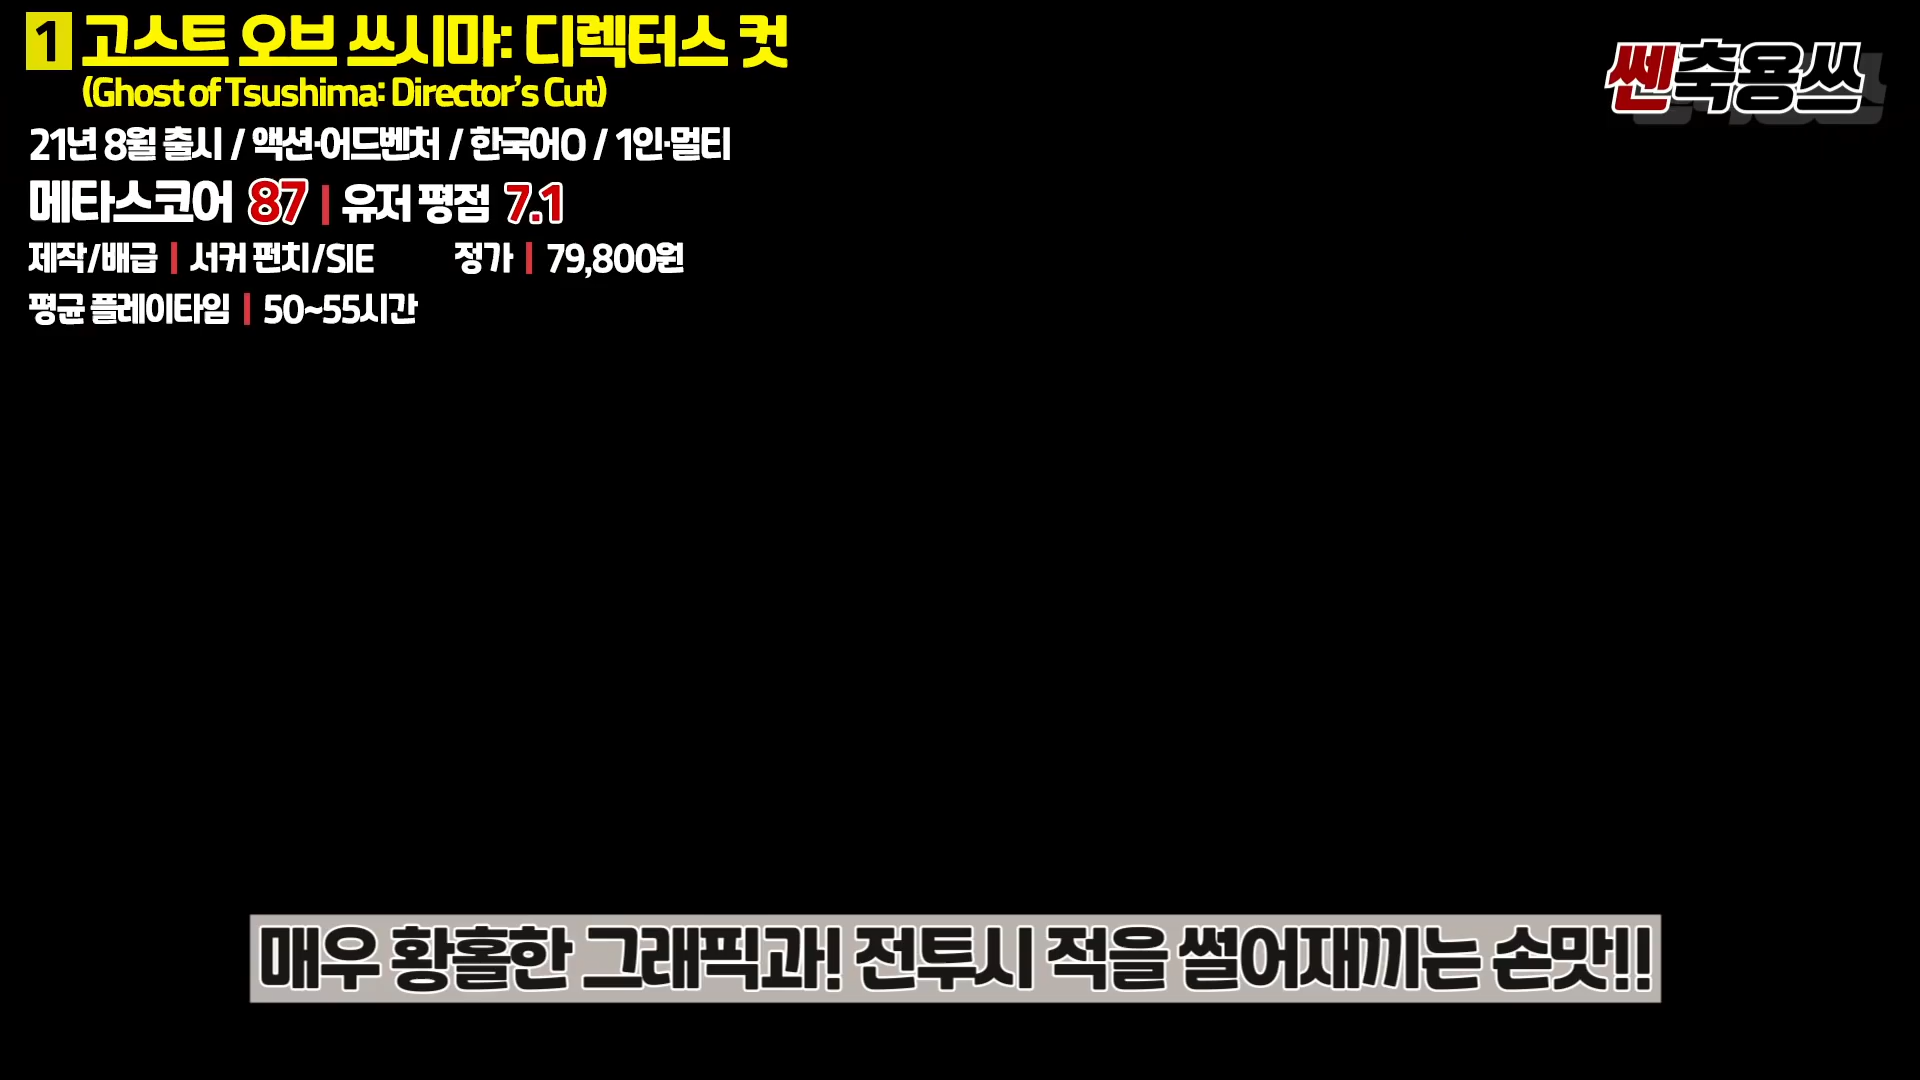 1 고스트 오브 쓰시마: 디렉터스 컷
(Ghost of Tsushima: Director's Cut)
쎈축용쓰
21년 8월 출시 / 액션·어드벤처 / 한국어O / 1인·멀티
메타스코어 87 | 유저 평점 7.1
제작/배급 | 서커 펀치/SIE 정가 | 79,800원
평균 플레이타임 | 50~55시간
매우 황홀한 그래픽과! 전투시 적을 썰어재끼는 손맛!!